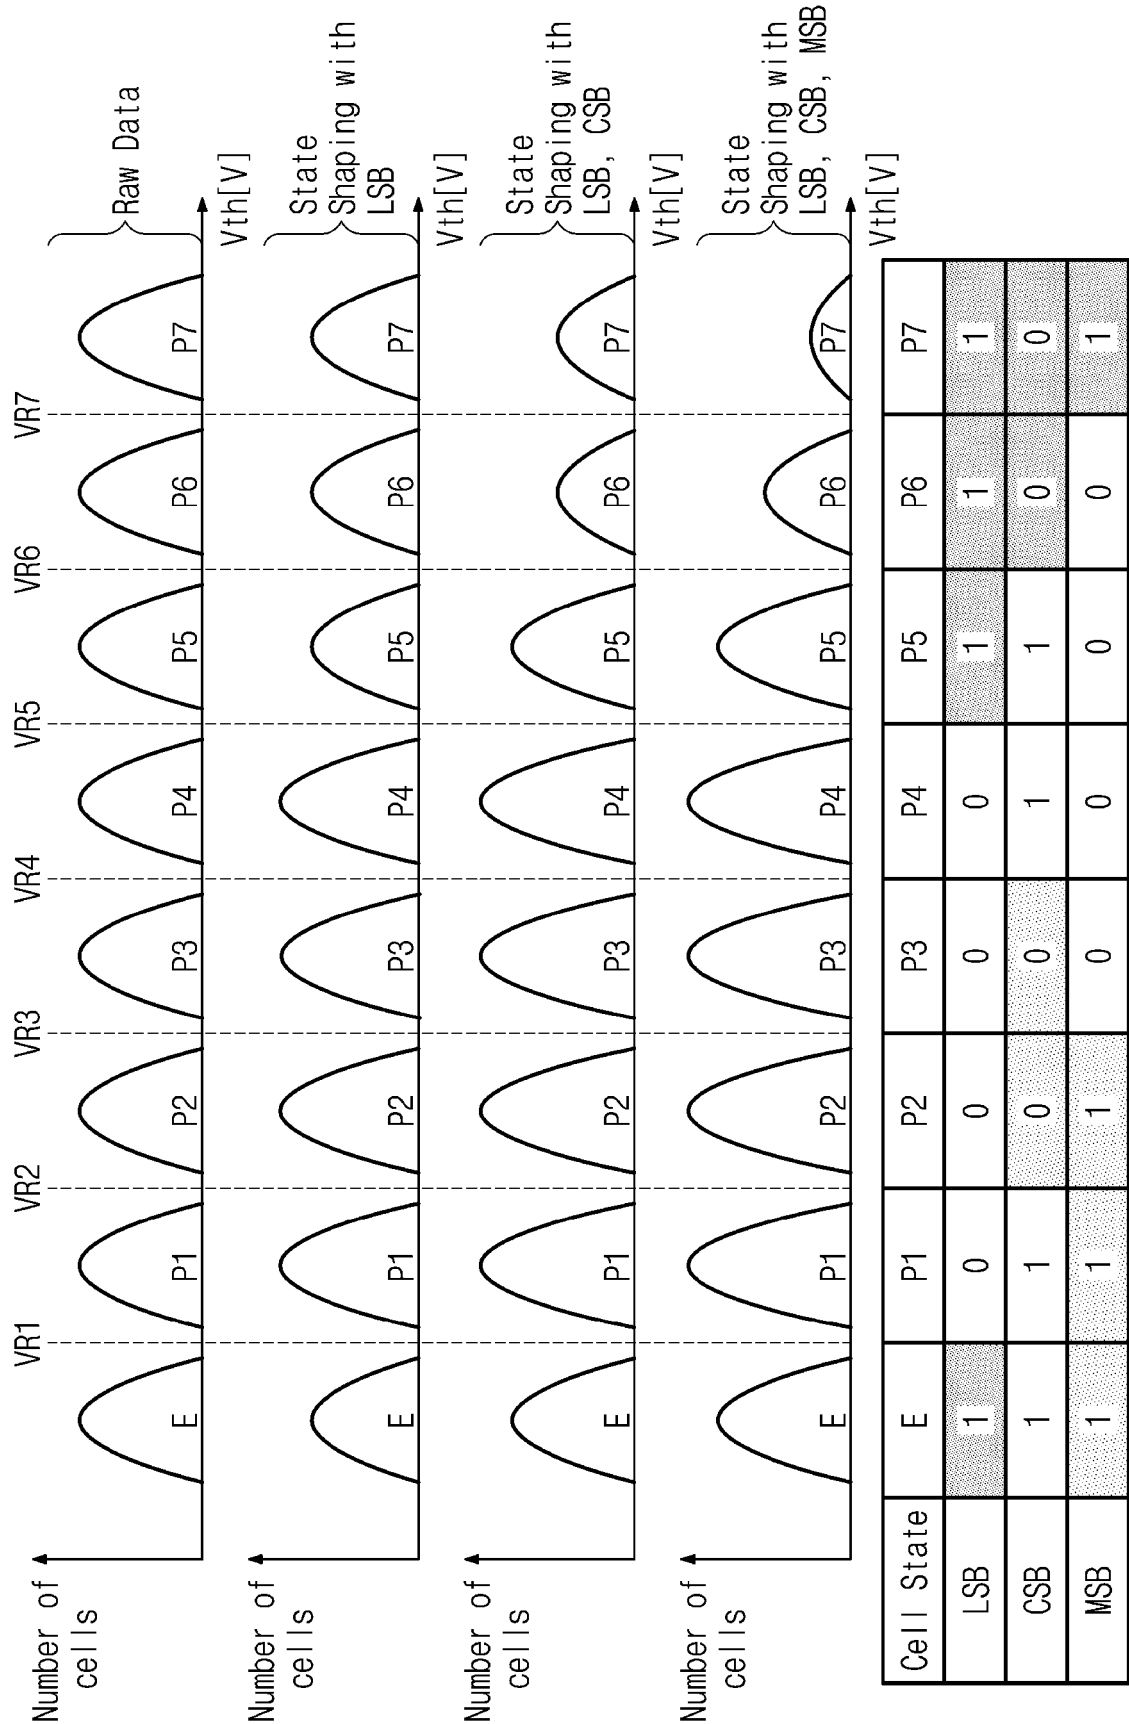 VR1 VR2 VR3 VR4 VR5 VR6 VR7
Number of
cells
E P1 P2 P3 P4 P5 P6 P7
Vth[V]
Raw Data
Number of
cells
E P1 P2 P3 P4 P5 P6 P7
Vth[V]
State
Shaping with
LSB
Number of
cells
E P1 P2 P3 P4 P5 P6 P7
Vth[V]
State
Shaping with
LSB, CSB
Number of
cells
E P1 P2 P3 P4 P5 P6 P7
Vth[V]
State
Shaping with
LSB, CSB, MSB
Cell State E P1 P2 P3 P4 P5 P6 P7
LSB 1 0 0 0 0 1 1 1
CSB 1 1 0 0 1 1 0 0
MSB 1 1 1 0 0 0 0 1